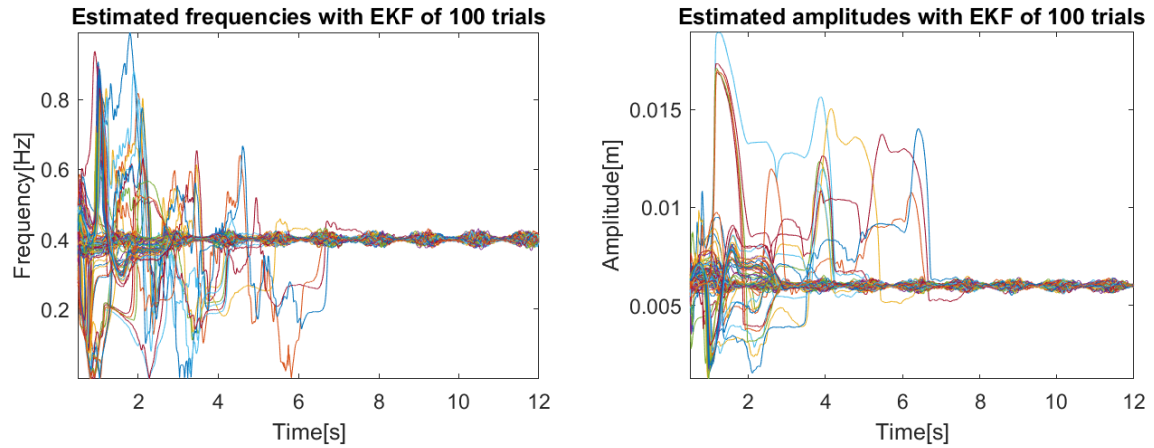 Estimated frequencies with EKF of 100 trials
Frequency[Hz]
0.8
0.6
0.4
0.2
2 4 6 8 10 12
Time[s]
Estimated amplitudes with EKF of 100 trials
Amplitude[m]
0.015
0.01
0.005
2 4 6 8 10 12
Time[s]